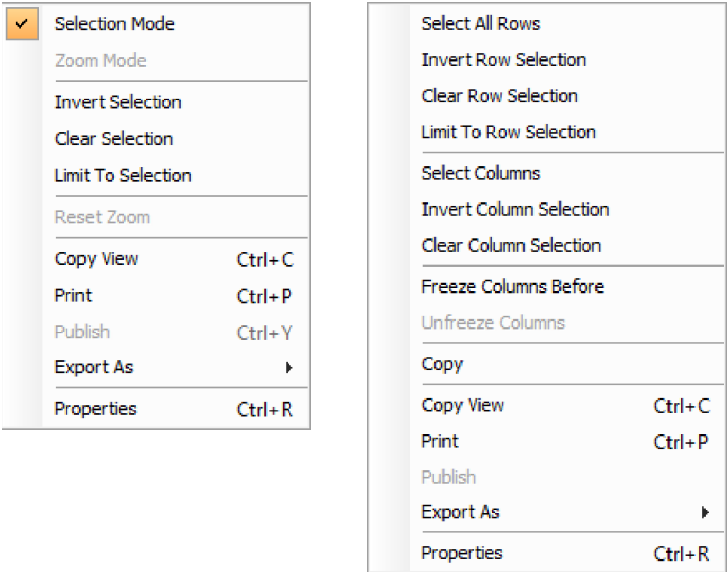 Selection Mode
Zoom Mode
Invert Selection
Clear Selection
Limit To Selection
Reset Zoom
Copy View Ctrl+C
Print Ctrl+P
Publish Ctrl+Y
Export As
Properties Ctrl+R
Select All Rows
Invert Row Selection
Clear Row Selection
Limit To Row Selection
Select Columns
Invert Column Selection
Clear Column Selection
Freeze Columns Before
Unfreeze Columns
Copy
Copy View Ctrl+C
Print Ctrl+P
Publish
Export As
Properties Ctrl+R